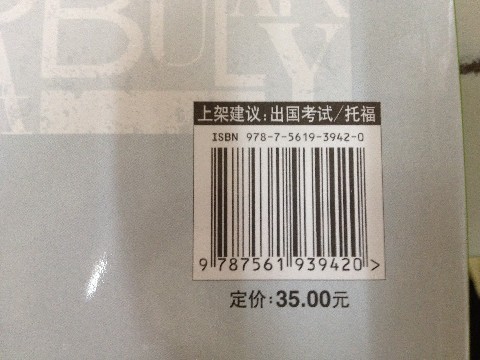 上架建议：出国考试/托福
ISBN 978-7-5619-3942-0
9 787561 939420 >
定价：35.00元